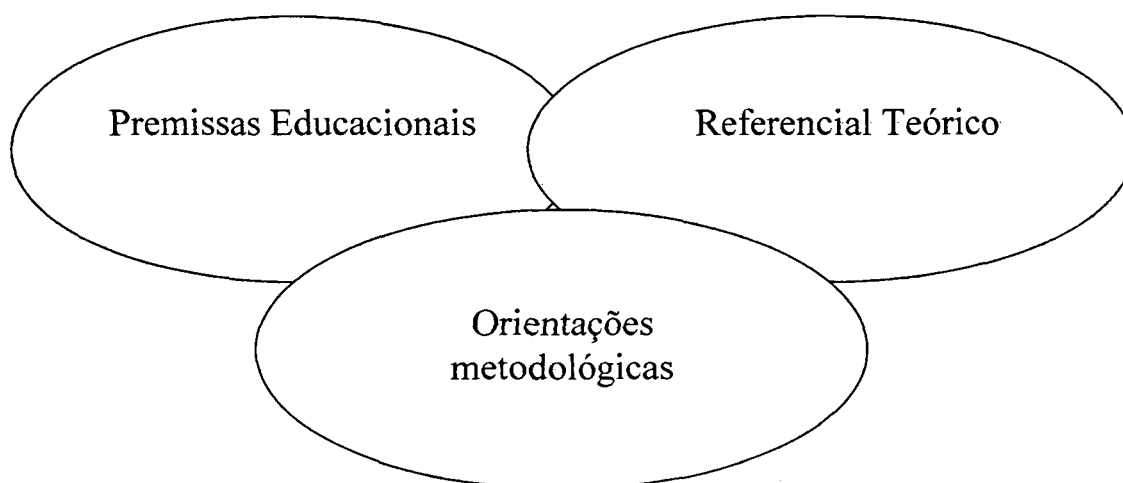 Premissas Educacionais
Referencial Teórico
Orientações
metodológicas